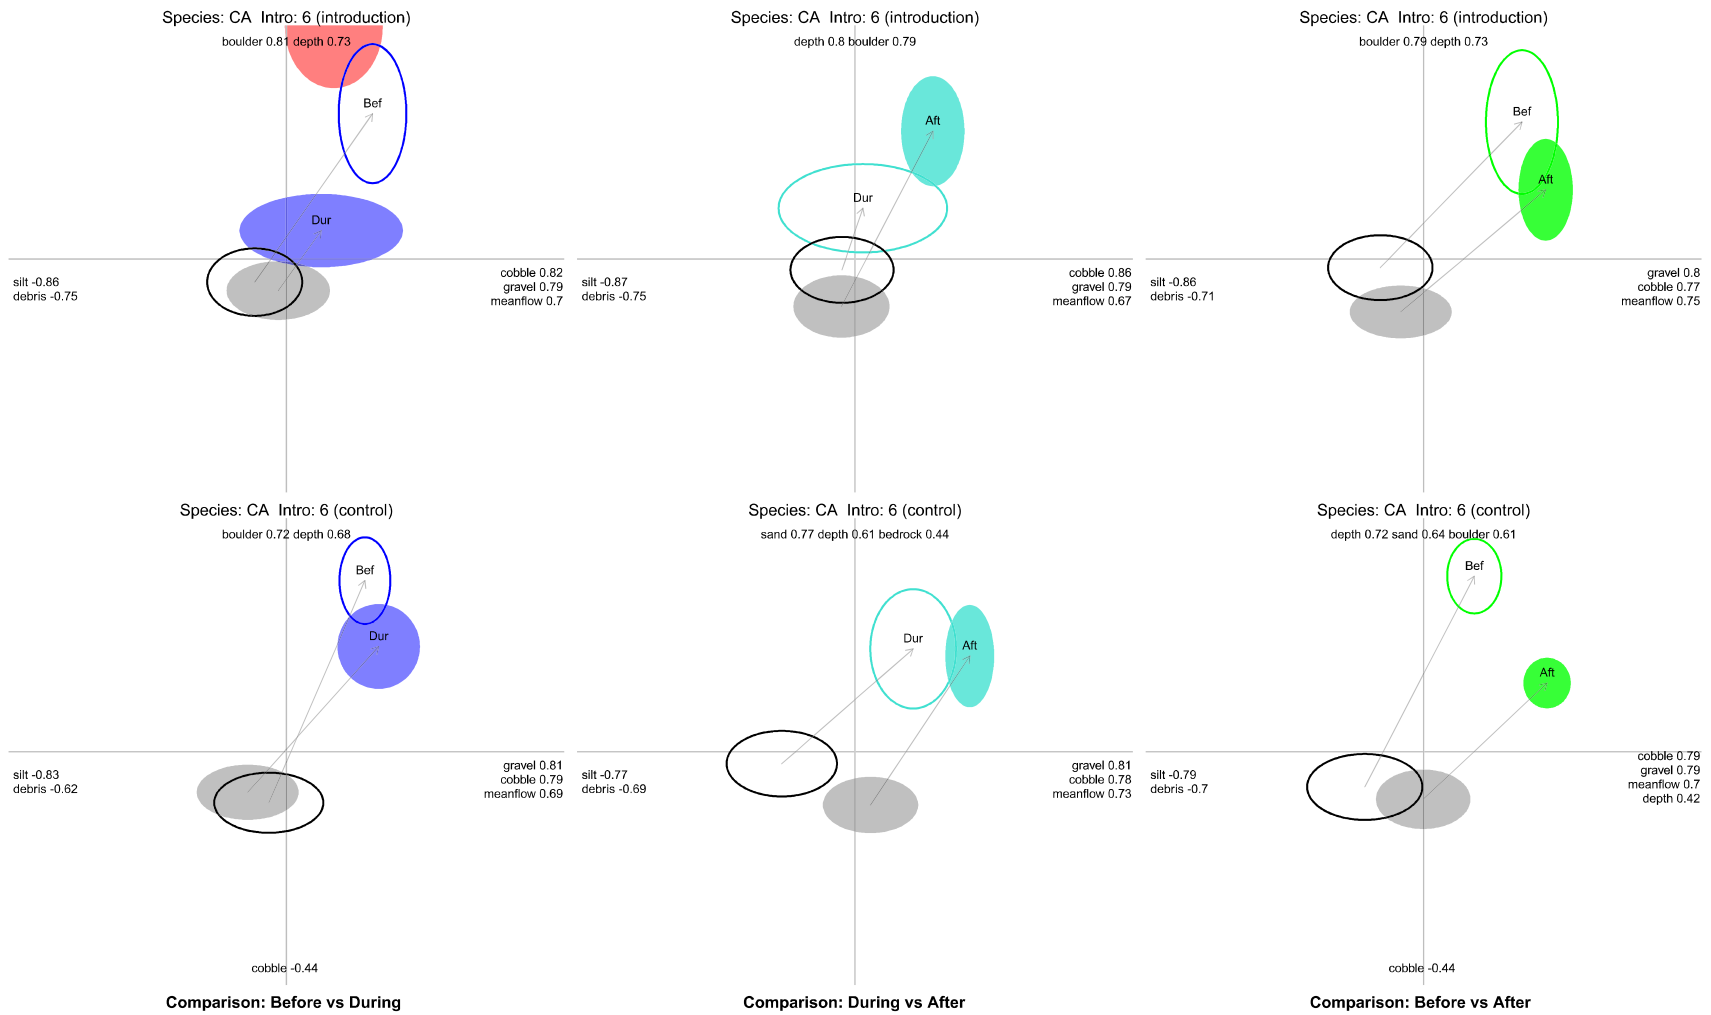 Species: CA  Intro: 6 (introduction)
boulder 0.81 depth 0.73
Bef
Dur
silt -0.86
debris -0.75
cobble 0.82
gravel 0.79
meanflow 0.7
Species: CA  Intro: 6 (introduction)
depth 0.8 boulder 0.79
Aft
Dur
silt -0.87
debris -0.75
cobble 0.86
gravel 0.79
meanflow 0.67
Species: CA  Intro: 6 (introduction)
boulder 0.79 depth 0.73
Bef
Aft
silt -0.86
debris -0.71
gravel 0.8
cobble 0.77
meanflow 0.75
Species: CA  Intro: 6 (control)
boulder 0.72 depth 0.68
Bef
Dur
silt -0.83
debris -0.62
gravel 0.81
cobble 0.79
meanflow 0.69
cobble -0.44
Comparison: Before vs During
Species: CA  Intro: 6 (control)
sand 0.77 depth 0.61 bedrock 0.44
Dur
Aft
silt -0.77
debris -0.69
gravel 0.81
cobble 0.78
meanflow 0.73
Comparison: During vs After
Species: CA  Intro: 6 (control)
depth 0.72 sand 0.64 boulder 0.61
Bef
Aft
silt -0.79
debris -0.7
cobble 0.79
gravel 0.79
meanflow 0.7
depth 0.42
cobble -0.44
Comparison: Before vs After